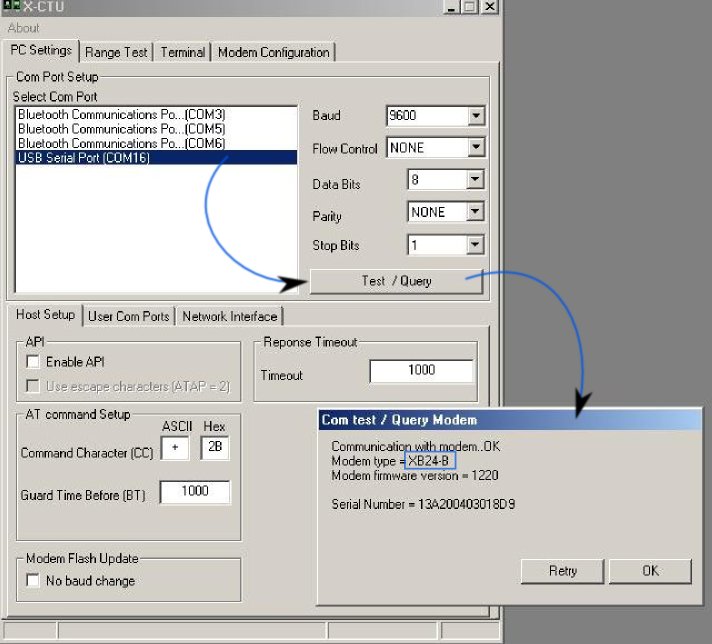 X-CTU
About
PC Settings Range Test Terminal Modem Configuration
Com Port Setup
Select Com Port
Bluetooth Communications Po...(COM3)
Bluetooth Communications Po...(COM5)
Bluetooth Communications Po...(COM6)
USB Serial Port (COM16)
Baud 9600
Flow Control NONE
Data Bits 8
Parity NONE
Stop Bits 1
Test / Query
Host Setup User Com Ports Network Interface
API
Enable API
Use escape characters (ATAP = 2)
Reponse Timeout
Timeout 1000
AT command Setup
ASCII Hex
Command Character (CC) + 2B
Guard Time Before (BT) 1000
Modem Flash Update
No baud change
Com test / Query Modem
Communication with modem..OK
Modem type = XB24-B
Modem firmware version = 1220
Serial Number = 13A200403018D9
Retry OK